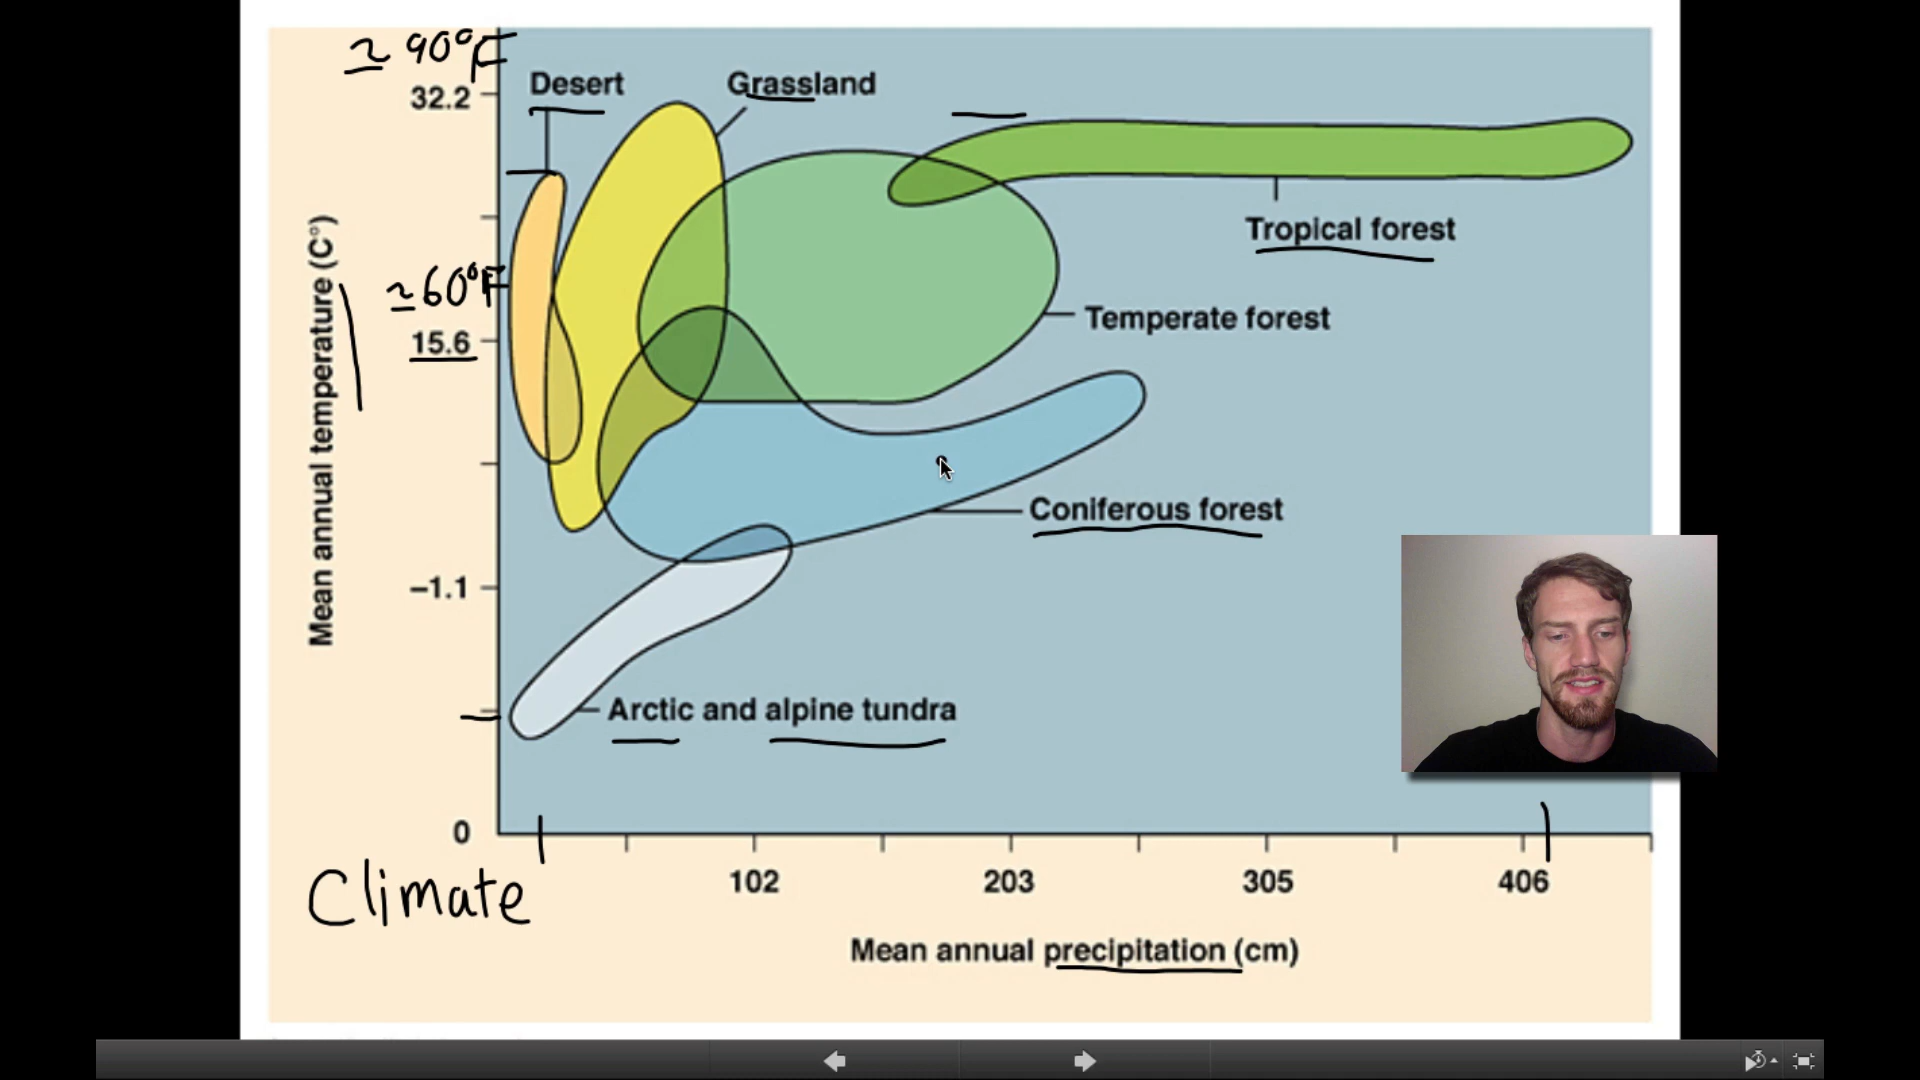 ≃ 90°F
32.2
Desert
Grassland
Tropical forest
Mean annual temperature (C°)
≃60°F
15.6
Temperate forest
Coniferous forest
−1.1
Arctic and alpine tundra
0
102
203
305
406
Climate
Mean annual precipitation (cm)